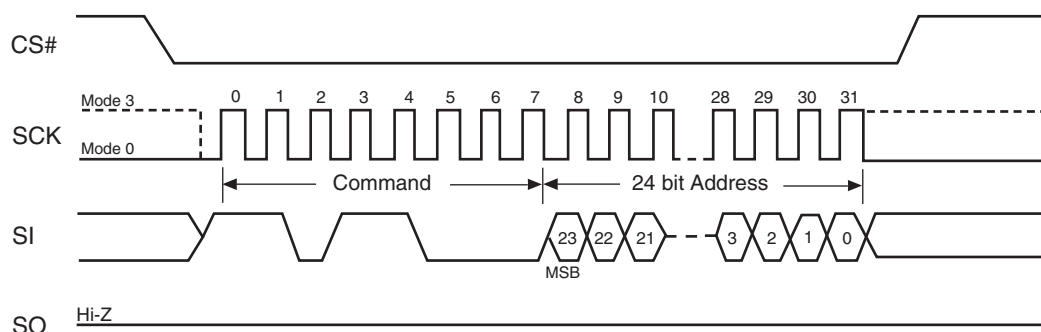 CS#
Mode 3
0 1 2 3 4 5 6 7 8 9 10 28 29 30 31
SCK
Mode 0
Command 24 bit Address
SI
23 22 21 3 2 1 0
MSB
Hi-Z
SO